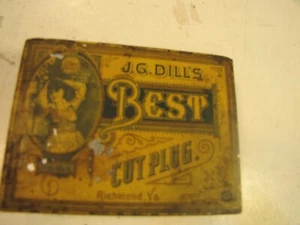 J.G. DILL'S
BEST
CUT PLUG.
Richmond Va.